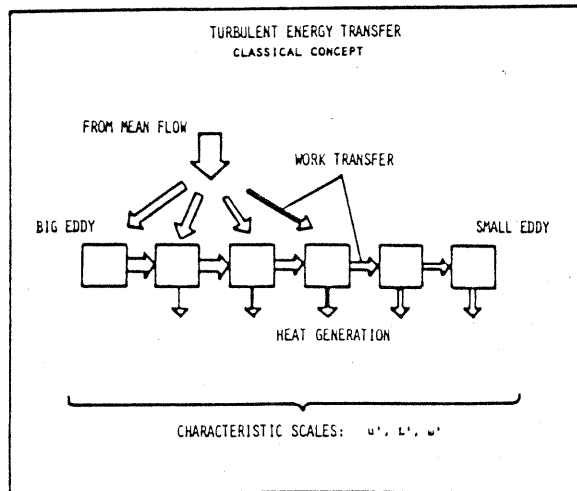 TURBULENT ENERGY TRANSFER
CLASSICAL CONCEPT
FROM MEAN FLOW
WORK TRANSFER
BIG EDDY
SMALL EDDY
HEAT GENERATION
CHARACTERISTIC SCALES: u', L',